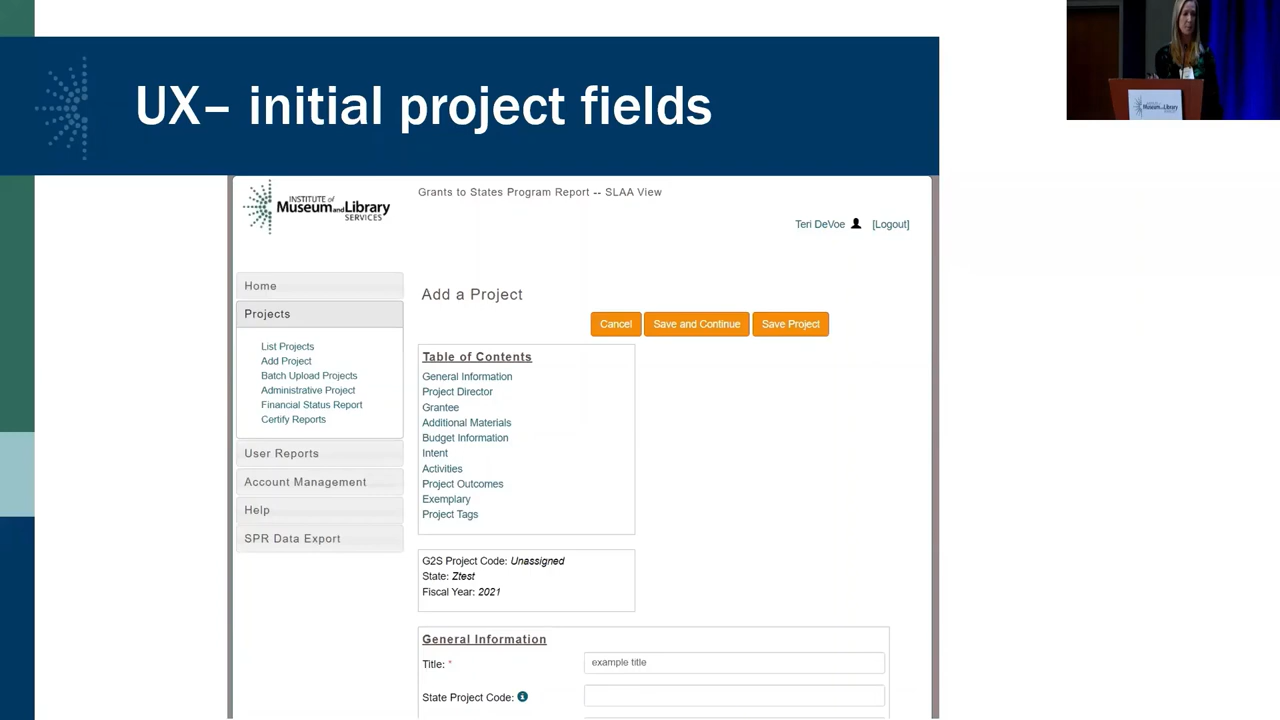 UX– initial project fields
INSTITUTE of
Museum and Library
SERVICES
Grants to States Program Report -- SLAA View
Teri DeVoe [Logout]
Home
Projects
List Projects
Add Project
Batch Upload Projects
Administrative Project
Financial Status Report
Certify Reports
User Reports
Account Management
Help
SPR Data Export
Add a Project
Cancel Save and Continue Save Project
Table of Contents
General Information
Project Director
Grantee
Additional Materials
Budget Information
Intent
Activities
Project Outcomes
Exemplary
Project Tags
G2S Project Code: Unassigned
State: Ztest
Fiscal Year: 2021
General Information
Title: * example title
State Project Code:
Museum and Library